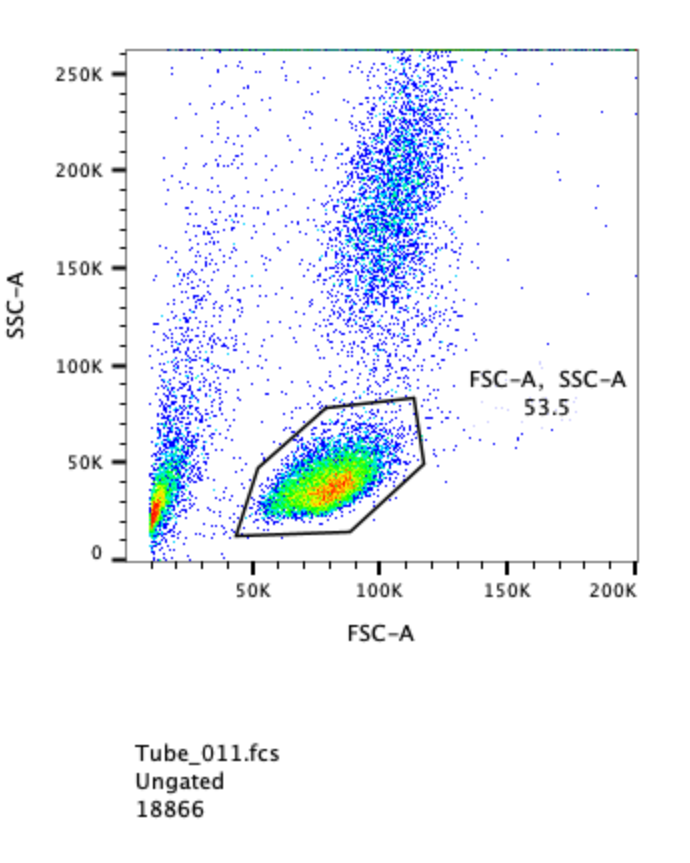 250K
200K
150K
100K
50K
0
SSC-A
FSC-A, SSC-A
53.5
50K
100K
150K
200K
FSC-A
Tube_011.fcs
Ungated
18866